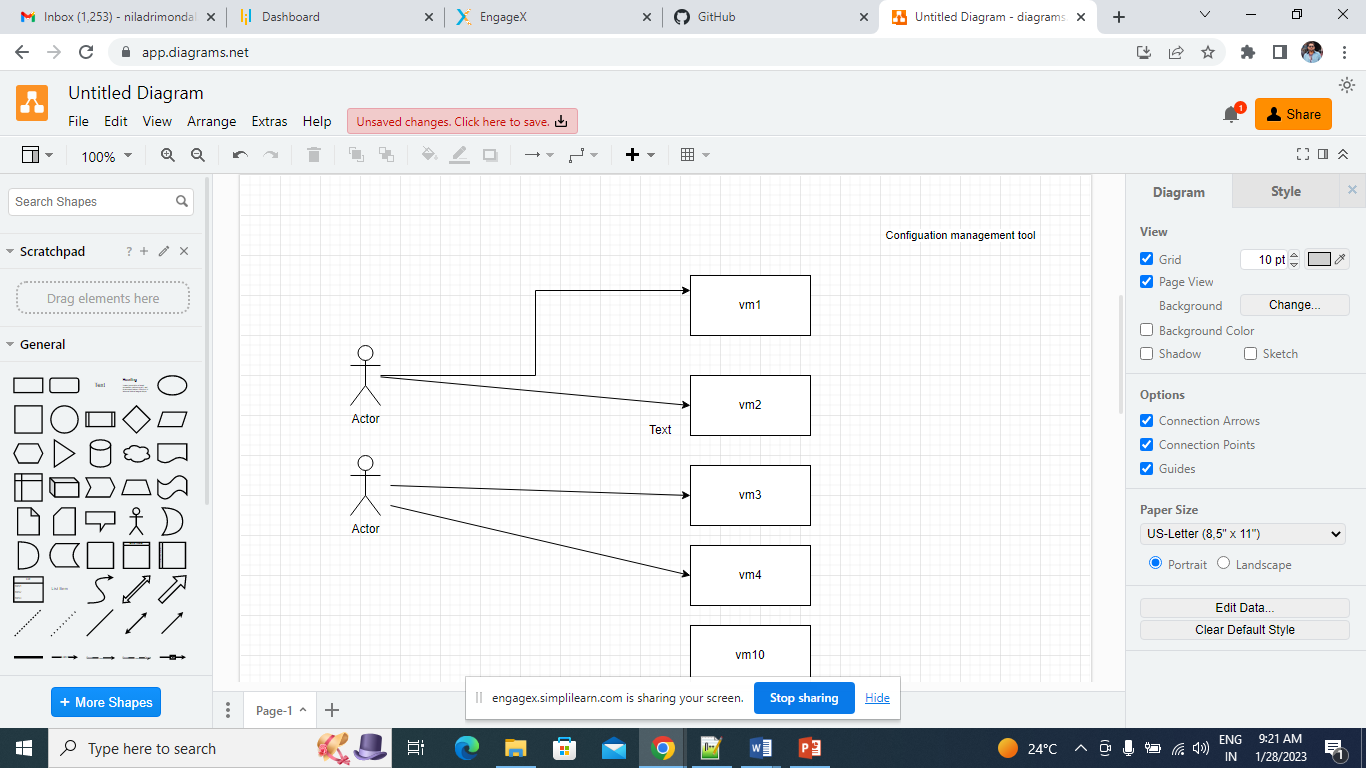 Inbox (1,253) - niladrimondal
Dashboard
EngageX
GitHub
Untitled Diagram - diagrams
app.diagrams.net
Untitled Diagram
File Edit View Arrange Extras Help
Unsaved changes. Click here to save.
1
Share
100%
Search Shapes
Scratchpad
?
Drag elements here
General
Text
Heading
List Item
+ More Shapes
Configuation management tool
vm1
vm2
Text
vm3
vm4
vm10
Actor
Actor
Diagram
Style
View
Grid
10 pt
Page View
Background
Change...
Background Color
Shadow
Sketch
Options
Connection Arrows
Connection Points
Guides
Paper Size
US-Letter (8,5" x 11")
Portrait
Landscape
Edit Data...
Clear Default Style
Page-1
engagex.simplilearn.com is sharing your screen.
Stop sharing
Hide
Type here to search
24°C
ENG
IN
9:21 AM
1/28/2023
1